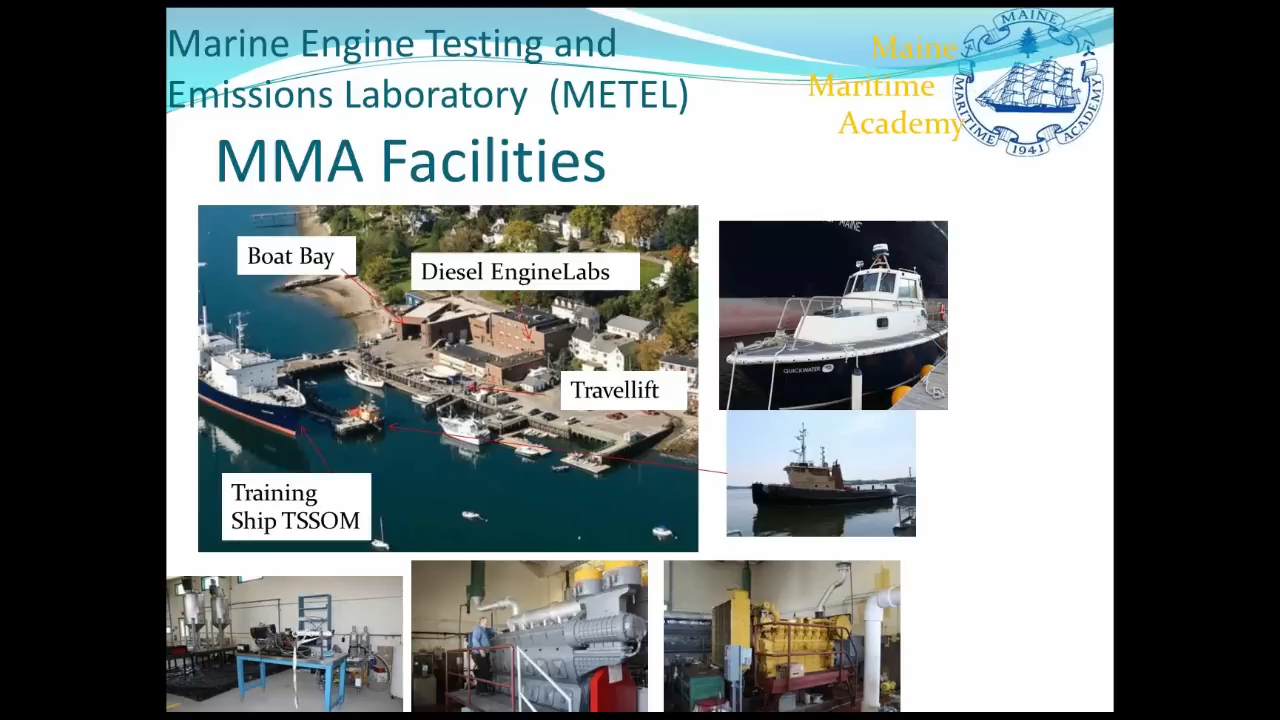 Marine Engine Testing and
Emissions Laboratory (METEL)
Maine
Maritime
Academy
MAINE
MARITIME
ACADEMY
1941
MMA Facilities
Boat Bay
Diesel EngineLabs
Travellift
Training
Ship TSSOM
MAINE
QUICKWATER